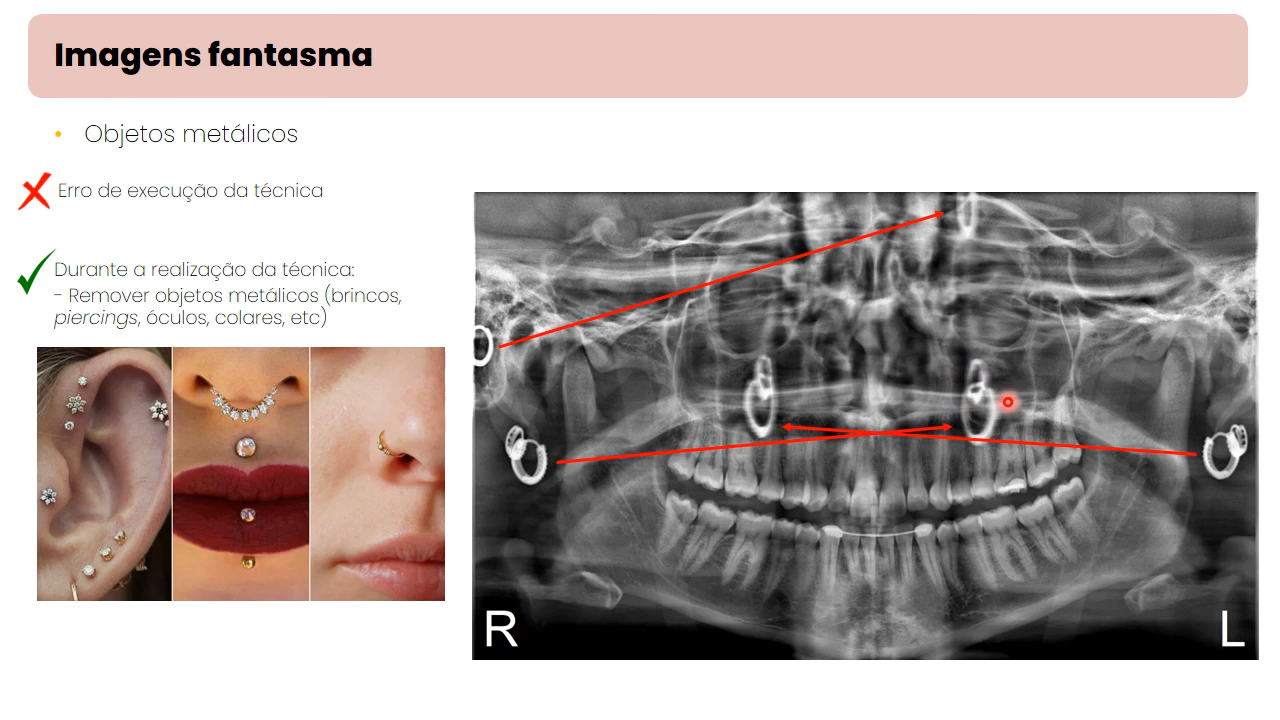 Imagens fantasma
• Objetos metálicos
Erro de execução da técnica
Durante a realização da técnica:
- Remover objetos metálicos (brincos,
piercings, óculos, colares, etc)
R
L